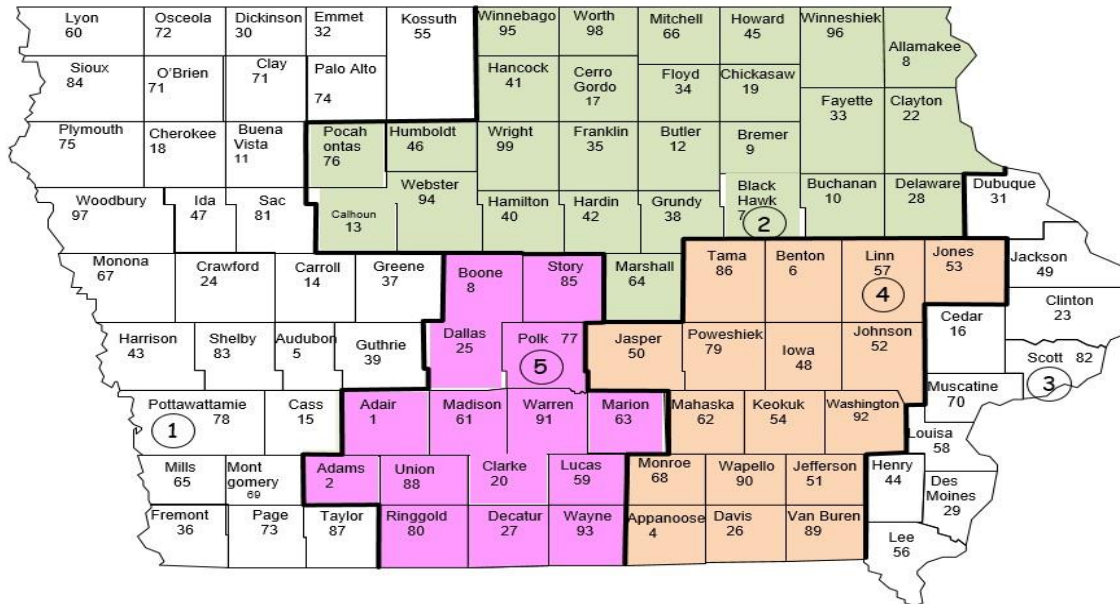 Lyon
60
Osceola
72
Dickinson
30
Emmet
32
Kossuth
55
Winnebago
95
Worth
98
Mitchell
66
Howard
45
Winneshiek
96
Allamakee
8
Sioux
84
O'Brien
71
Clay
71
Palo Alto
74
Hancock
41
Cerro
Gordo
17
Floyd
34
Chickasaw
19
Fayette
33
Clayton
22
Plymouth
75
Cherokee
18
Buena
Vista
11
Pocah
ontas
76
Humboldt
46
Wright
99
Franklin
35
Butler
12
Bremer
9
Woodbury
97
Ida
47
Sac
81
Calhoun
13
Webster
94
Hamilton
40
Hardin
42
Grundy
38
Black
Hawk
7
2
Buchanan
10
Delaware
28
Dubuque
31
Monona
67
Crawford
24
Carroll
14
Greene
37
Boone
8
Story
85
Marshall
64
Tama
86
Benton
6
Linn
57
4
Jones
53
Jackson
49
Clinton
23
Harrison
43
Shelby
83
Audubon
5
Guthrie
39
Dallas
25
Polk 77
5
Jasper
50
Poweshiek
79
Iowa
48
Johnson
52
Cedar
16
Scott 82
3
Muscatine
70
Pottawattamie
1 78
Cass
15
Adair
1
Madison
61
Warren
91
Marion
63
Mahaska
62
Keokuk
54
Washington
92
Louisa
58
Mills
65
Mont
gomery
69
Adams
2
Union
88
Clarke
20
Lucas
59
Monroe
68
Wapello
90
Jefferson
51
Henry
44
Des
Moines
29
Fremont
36
Page
73
Taylor
87
Ringgold
80
Decatur
27
Wayne
93
Appanoose
4
Davis
26
Van Buren
89
Lee
56